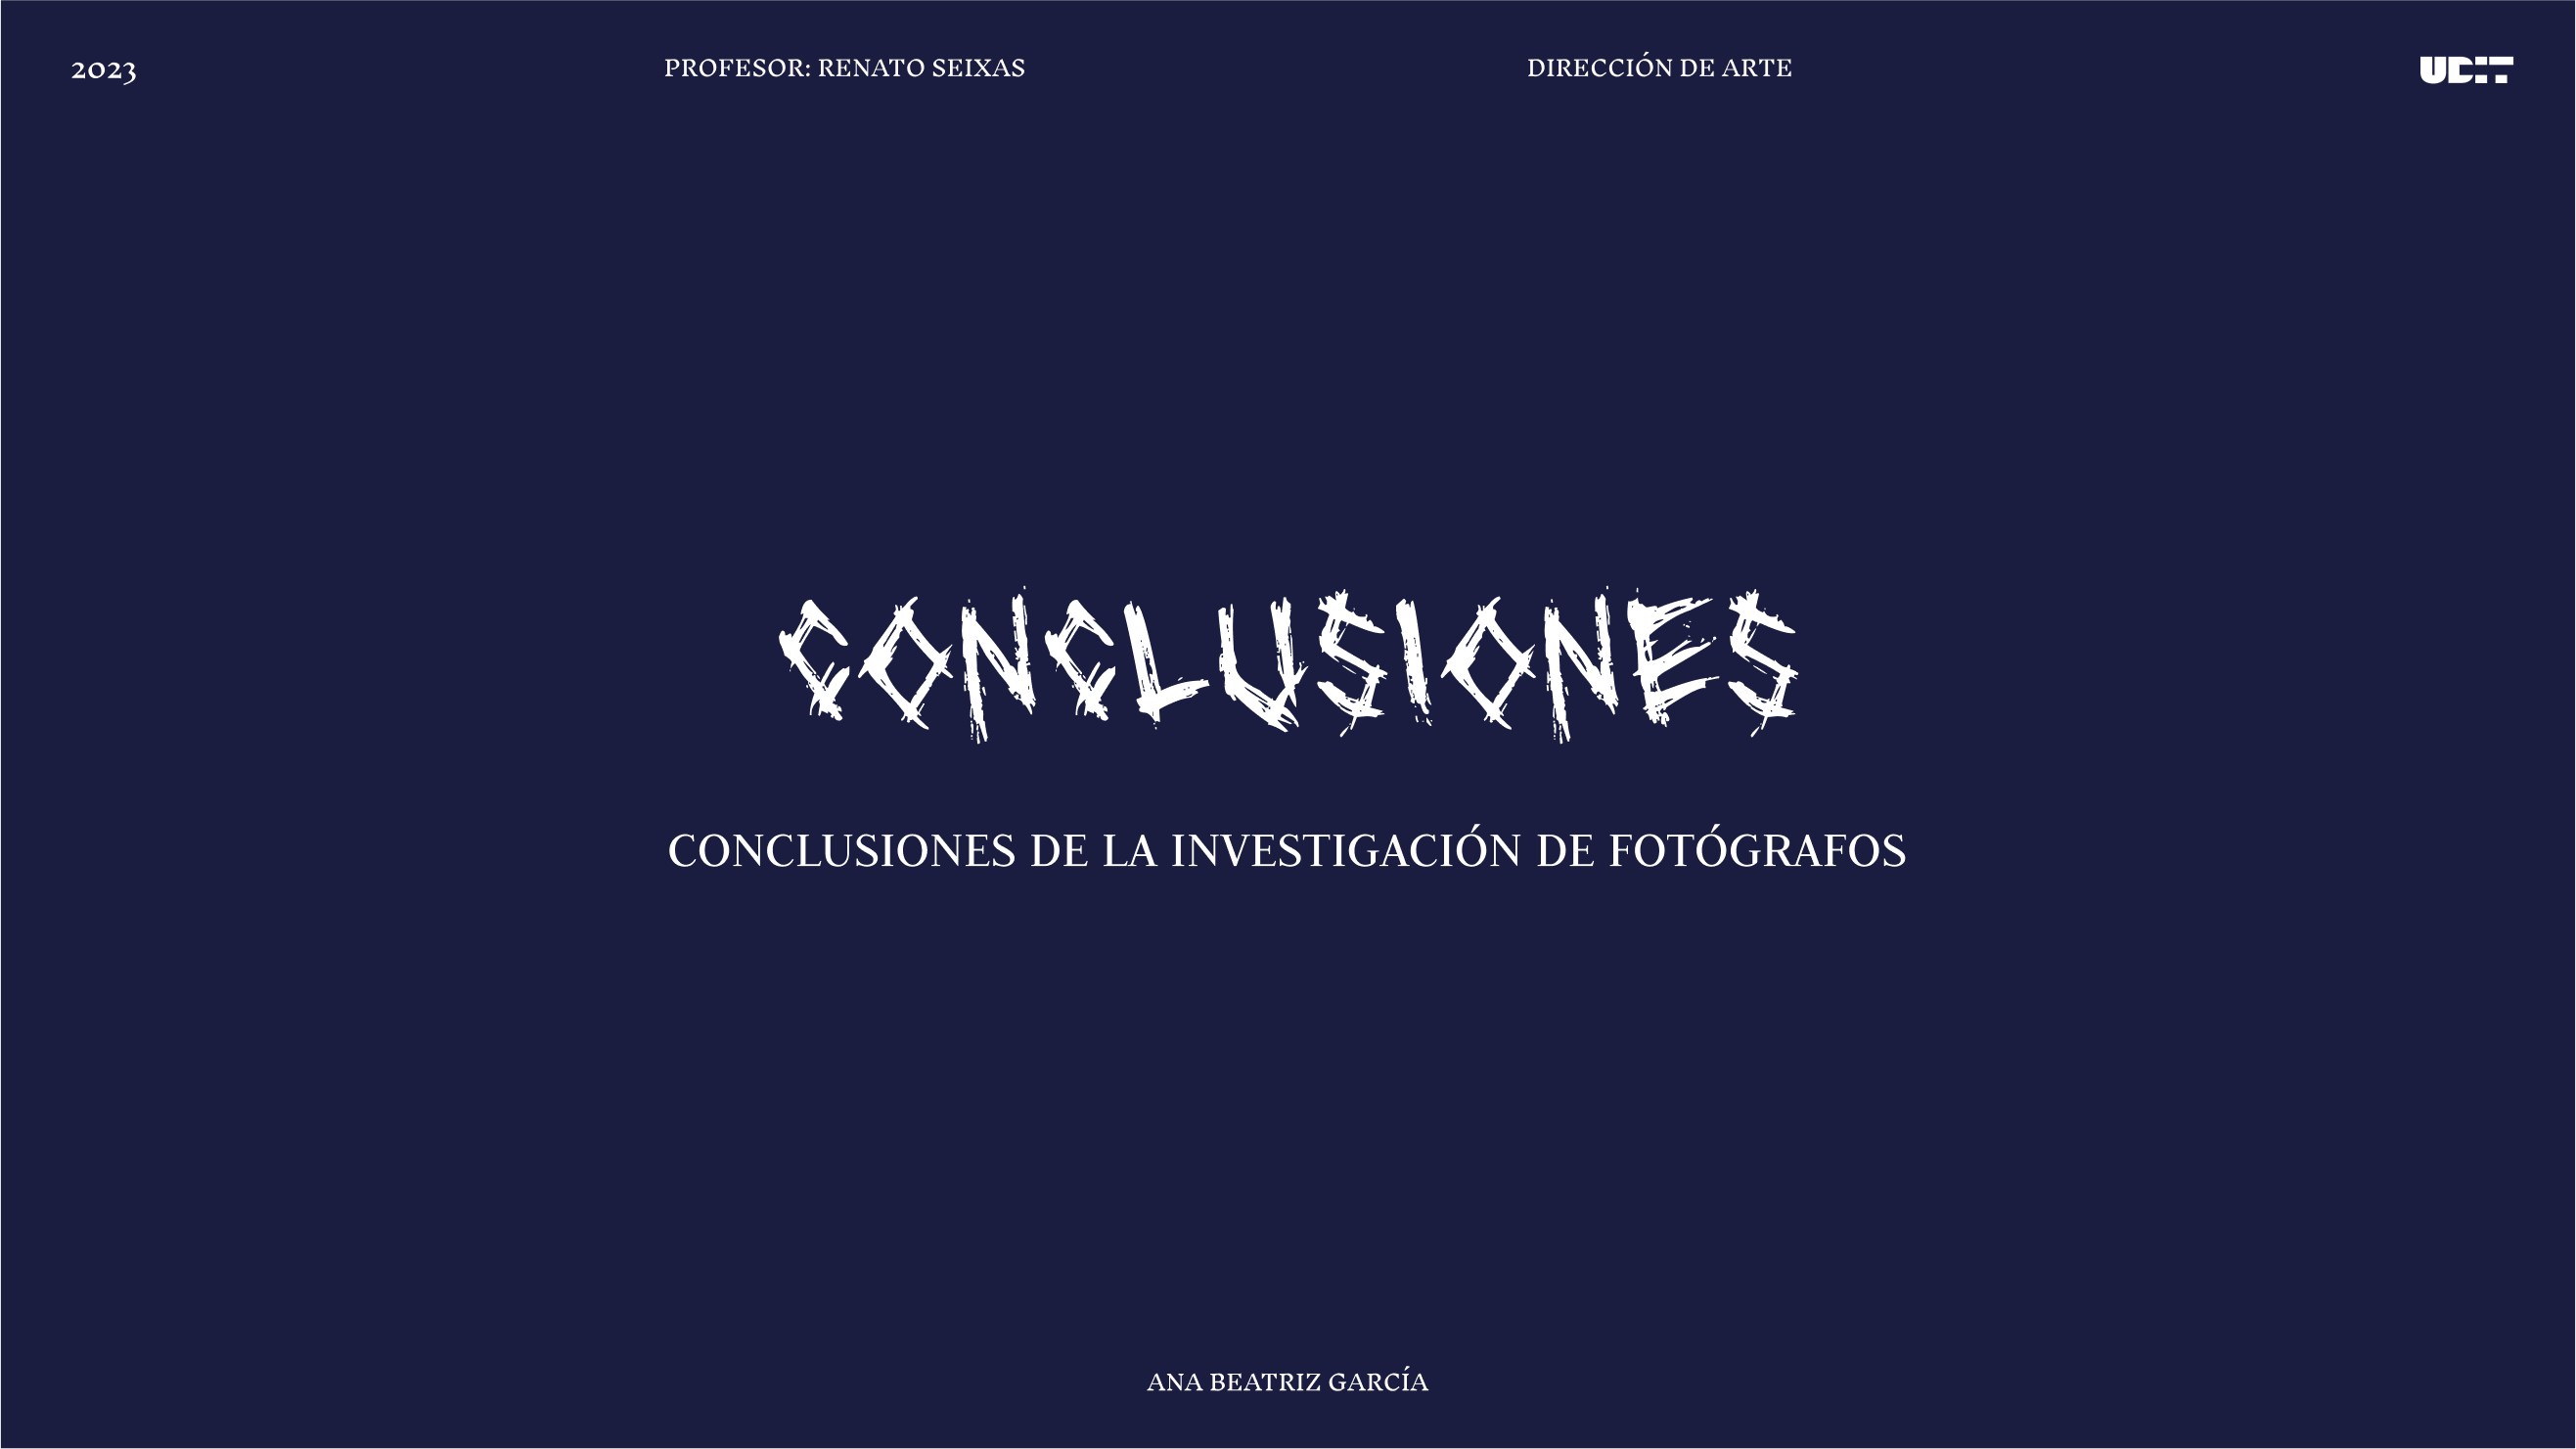 2023
PROFESOR: RENATO SEIXAS
DIRECCIÓN DE ARTE
UDIT
CONCLUSIONES
CONCLUSIONES DE LA INVESTIGACIÓN DE FOTÓGRAFOS
ANA BEATRIZ GARCÍA